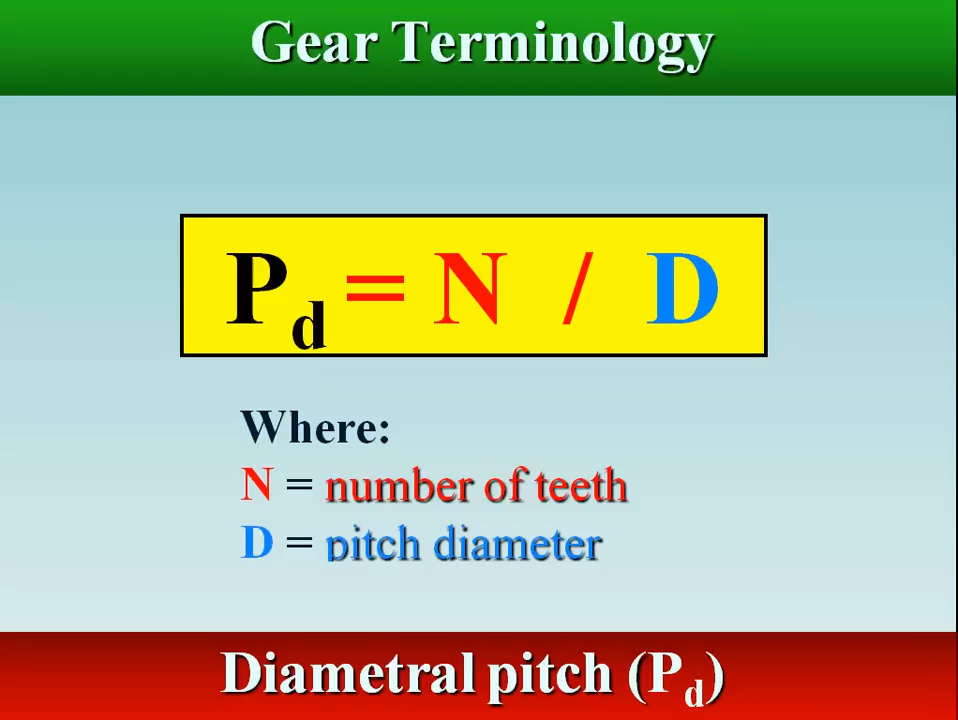 Gear Terminology
Pd = N / D
Where:
N = number of teeth
D = pitch diameter
Diametral pitch (Pd)